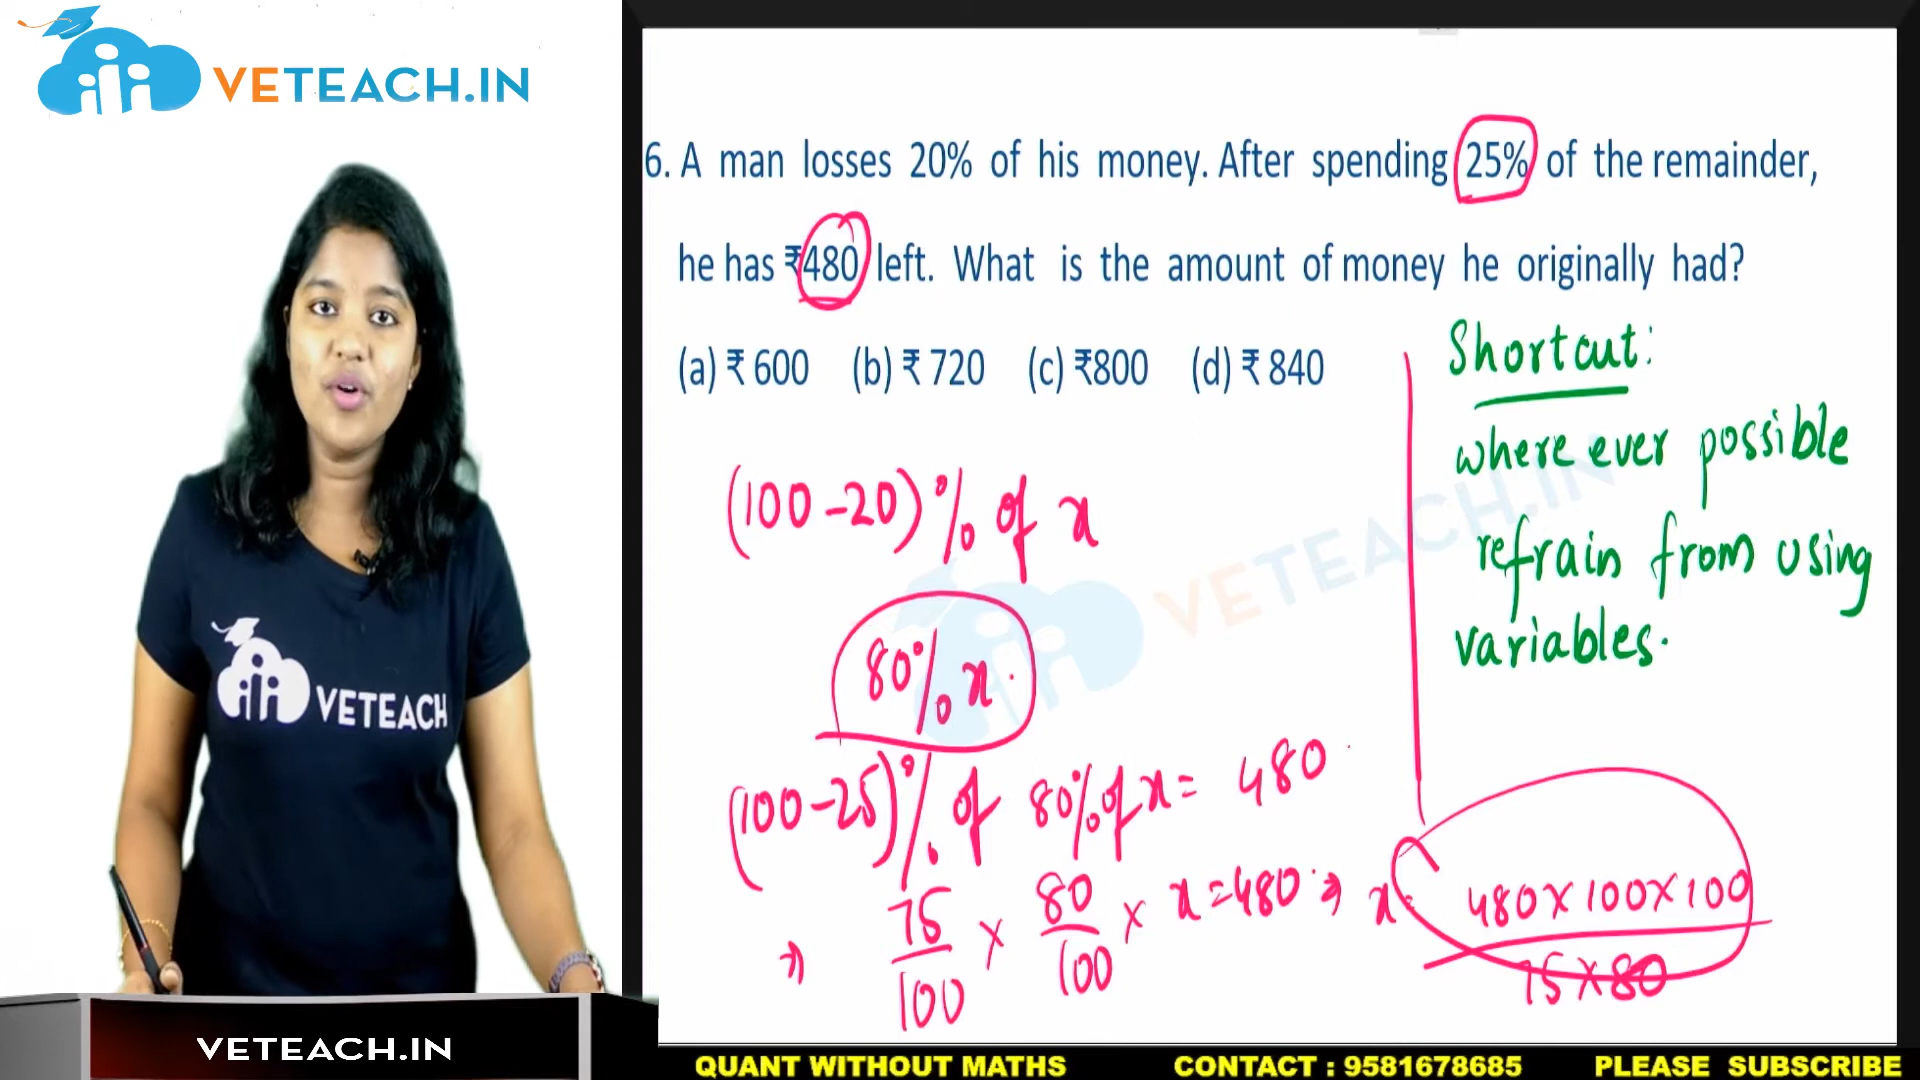 VETEACH.IN
6. A man losses 20% of his money. After spending 25% of the remainder,
he has ₹480 left. What is the amount of money he originally had?
(a) ₹ 600 (b) ₹ 720 (c) ₹800 (d) ₹ 840
(100-20)% of x
80% x.
(100-25)% of 80% of x = 480
⇒ 75/100 × 80/100 × x = 480 ⇒ x = 480×100×100/75×80
Shortcut:
where ever possible
refrain from using
variables.
VETEACH.IN
VETEACH
VETEACH.IN
QUANT WITHOUT MATHS CONTACT : 9581678685 PLEASE SUBSCRIBE